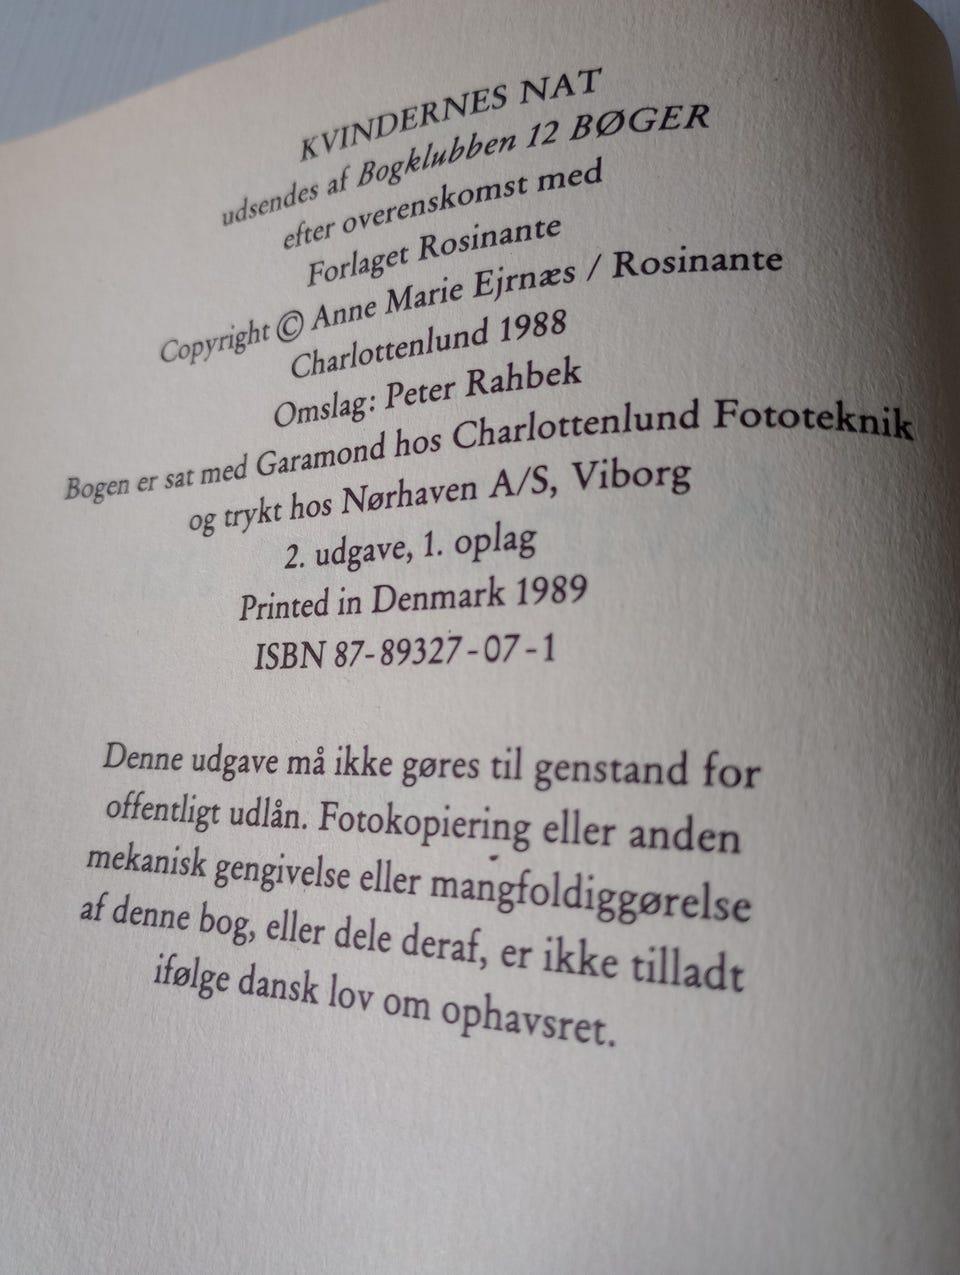 KVINDERNES NAT
udsendes af Bogklubben 12 BØGER
efter overenskomst med
Forlaget Rosinante
Copyright © Anne Marie Ejrnæs / Rosinante
Charlottenlund 1988
Omslag: Peter Rahbek
Bogen er sat med Garamond hos Charlottenlund Fototeknik
og trykt hos Nørhaven A/S, Viborg
2. udgave, 1. oplag
Printed in Denmark 1989
ISBN 87-89327-07-1
Denne udgave må ikke gøres til genstand for
offentligt udlån. Fotokopiering eller anden
mekanisk gengivelse eller mangfoldiggørelse
af denne bog, eller dele deraf, er ikke tilladt
ifølge dansk lov om ophavsret.